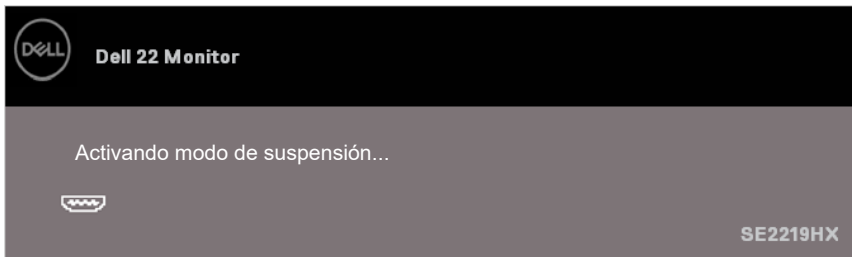 DELL
Dell 22 Monitor
Activando modo de suspensión...
SE2219HX